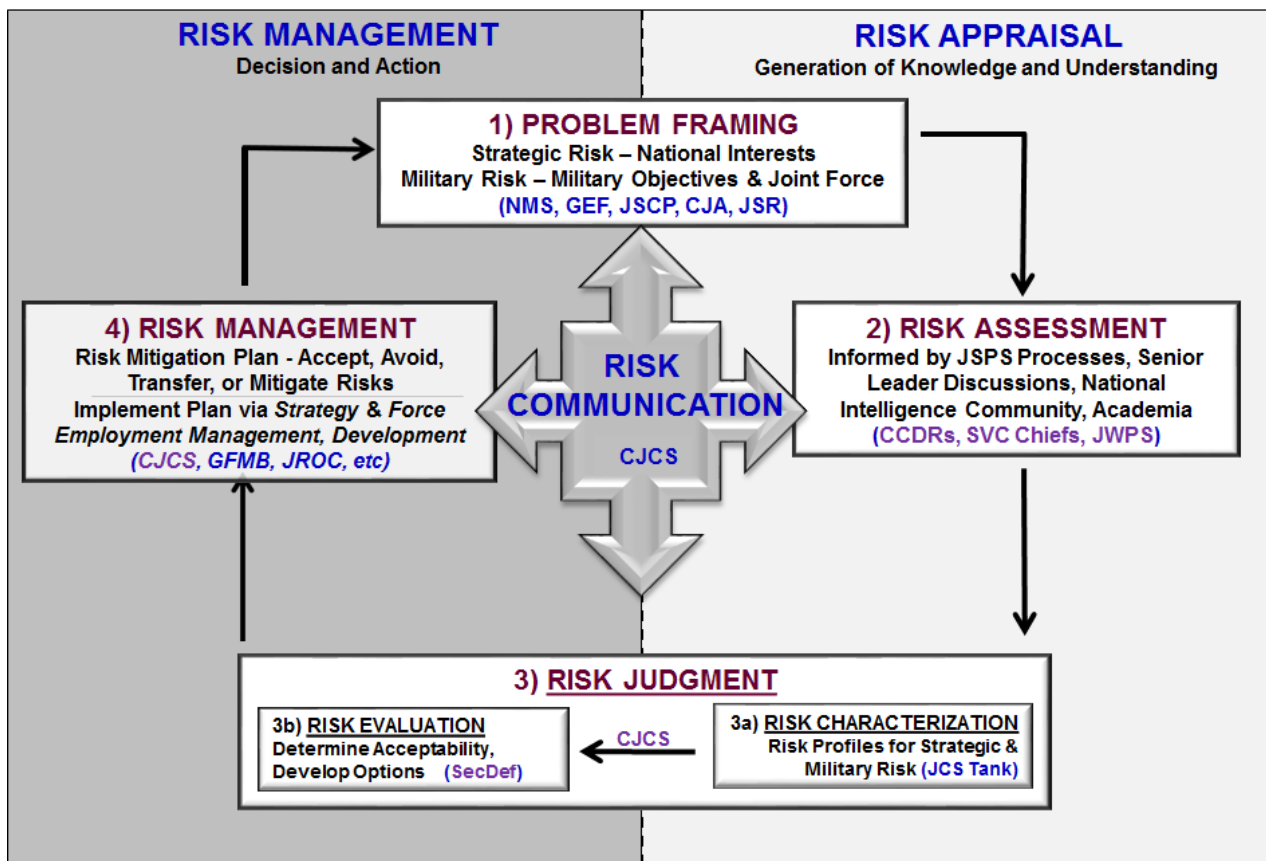 RISK MANAGEMENT
Decision and Action
RISK APPRAISAL
Generation of Knowledge and Understanding
1) PROBLEM FRAMING
Strategic Risk – National Interests
Military Risk – Military Objectives & Joint Force
(NMS, GEF, JSCP, CJA, JSR)
4) RISK MANAGEMENT
Risk Mitigation Plan - Accept, Avoid,
Transfer, or Mitigate Risks
Implement Plan via Strategy & Force
Employment Management, Development
(CJCS, GFMB, JROC, etc)
RISK
COMMUNICATION
CJCS
2) RISK ASSESSMENT
Informed by JSPS Processes, Senior
Leader Discussions, National
Intelligence Community, Academia
(CCDRs, SVC Chiefs, JWPS)
3) RISK JUDGMENT
3b) RISK EVALUATION
Determine Acceptability,
Develop Options (SecDef)
CJCS
3a) RISK CHARACTERIZATION
Risk Profiles for Strategic &
Military Risk (JCS Tank)